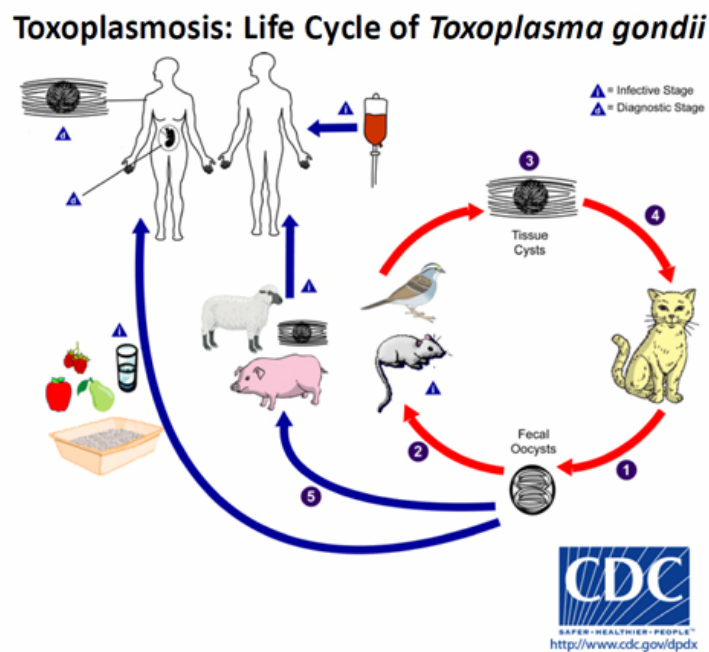 Toxoplasmosis: Life Cycle of Toxoplasma gondii
i = Infective Stage
d = Diagnostic Stage
i
d
d
3
4
Tissue
Cysts
i
i
i
Fecal
Oocysts
2
1
5
CDC
SAFER•HEALTHIER•PEOPLE™
http://www.cdc.gov/dpdx